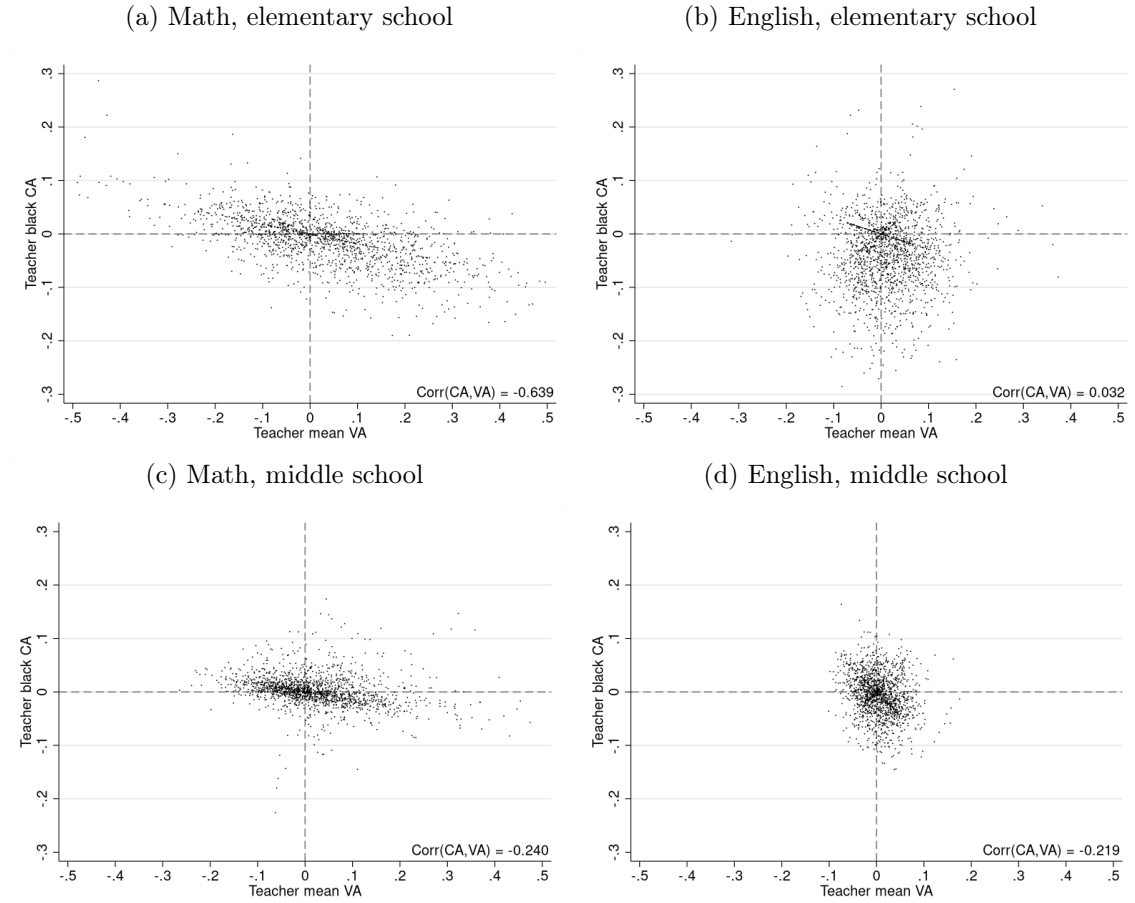 (a) Math, elementary school
(b) English, elementary school
Teacher black CA
.3
.2
.1
0
-.1
-.2
-.3
Corr(CA,VA) = -0.639
-.5 -.4 -.3 -.2 -.1 0 .1 .2 .3 .4 .5
Teacher mean VA
Teacher black CA
.3
.2
.1
0
-.1
-.2
-.3
Corr(CA,VA) = 0.032
-.5 -.4 -.3 -.2 -.1 0 .1 .2 .3 .4 .5
Teacher mean VA
(c) Math, middle school
(d) English, middle school
Teacher black CA
.3
.2
.1
0
-.1
-.2
-.3
Corr(CA,VA) = -0.240
-.5 -.4 -.3 -.2 -.1 0 .1 .2 .3 .4 .5
Teacher mean VA
Teacher black CA
.3
.2
.1
0
-.1
-.2
-.3
Corr(CA,VA) = -0.219
-.5 -.4 -.3 -.2 -.1 0 .1 .2 .3 .4 .5
Teacher mean VA